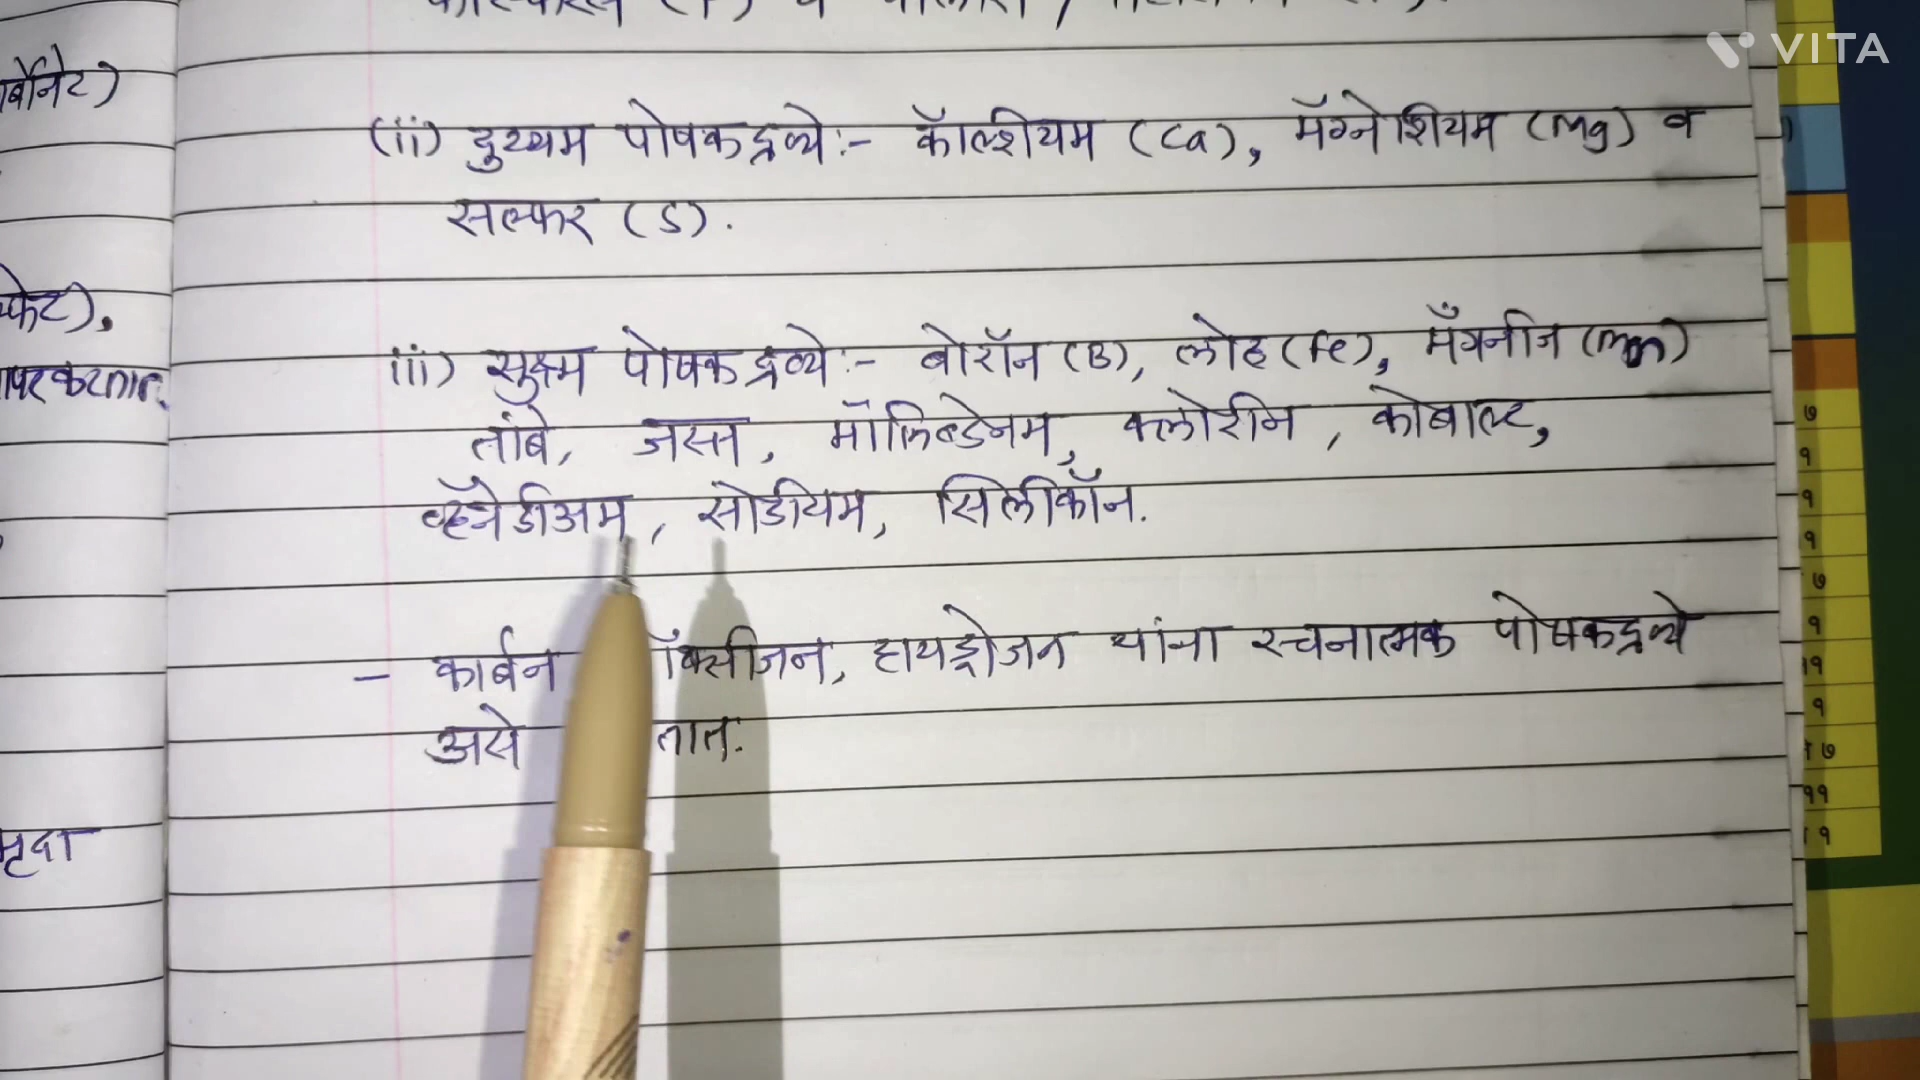 VITA
(ii) दुय्यम पोषकद्रव्ये:- कॅल्शीयम (Ca), मॅग्नेशियम (Mg) व
सल्फर (S).
iii) सुक्ष्म पोषकद्रव्ये:- बोरॉन (B), लोह (Fe), मँगनीज (Mn)
तांबे, जस्त, मॉलिब्डेनम, क्लोरीन, कोबाल्ट,
व्हॅनेडीअम, सोडीयम, सिलीकॉन.
- कार्बन ऑक्सीजन, हायड्रोजन यांना रचनात्मक पोषकद्रव्ये
असे तात.
मृदा